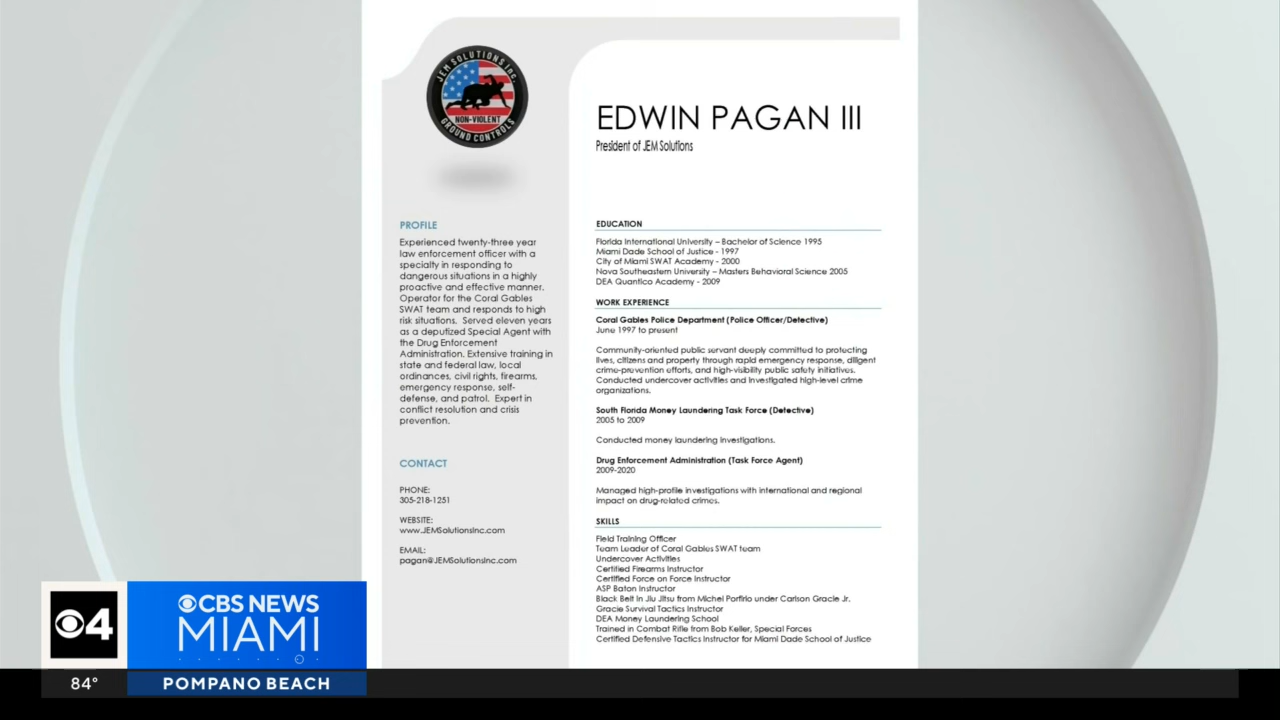 JEM SOLUTIONS Inc.
NON-VIOLENT
GROUND CONTROLS
EDWIN PAGAN III
President of JEM Solutions
PROFILE
Experienced twenty-three year
law enforcement officer with a
specialty in responding to
dangerous situations in a highly
proactive and effective manner.
Operator for the Coral Gables
SWAT team and responds to high
risk situations. Served eleven years
as a deputized Special Agent with
the Drug Enforcement
Administration. Extensive training in
state and federal law, local
ordinances, civil rights, firearms,
emergency response, self-
defense, and patrol. Expert in
conflict resolution and crisis
prevention.
CONTACT
PHONE:
305-218-1251
WEBSITE:
www.JEMSolutionsInc.com
EMAIL:
pagan@JEMSolutionsInc.com
EDUCATION
Florida International University – Bachelor of Science 1995
Miami Dade School of Justice - 1997
City of Miami SWAT Academy - 2000
Nova Southeastern University – Masters Behavioral Science 2005
DEA Quantico Academy - 2009
WORK EXPERIENCE
Coral Gables Police Department (Police Officer/Detective)
June 1997 to present
Community-oriented public servant deeply committed to protecting
lives, citizens and property through rapid emergency response, diligent
crime-prevention efforts, and high-visibility public safety initiatives.
Conducted undercover activities and investigated high-level crime
organizations.
South Florida Money Laundering Task Force (Detective)
2005 to 2009
Conducted money laundering investigations.
Drug Enforcement Administration (Task Force Agent)
2009-2020
Managed high-profile investigations with international and regional
impact on drug-related crimes.
SKILLS
Field Training Officer
Team Leader of Coral Gables SWAT team
Undercover Activities
Certified Firearms Instructor
Certified Force on Force Instructor
ASP Baton Instructor
Black Belt in Jiu Jitsu from Michel Porfirio under Carlson Gracie Jr.
Gracie Survival Tactics Instructor
DEA Money Laundering School
Trained in Combat Rifle from Bob Keller, Special Forces
Certified Defensive Tactics Instructor for Miami Dade School of Justice
4
CBS NEWS
MIAMI
84°
POMPANO BEACH